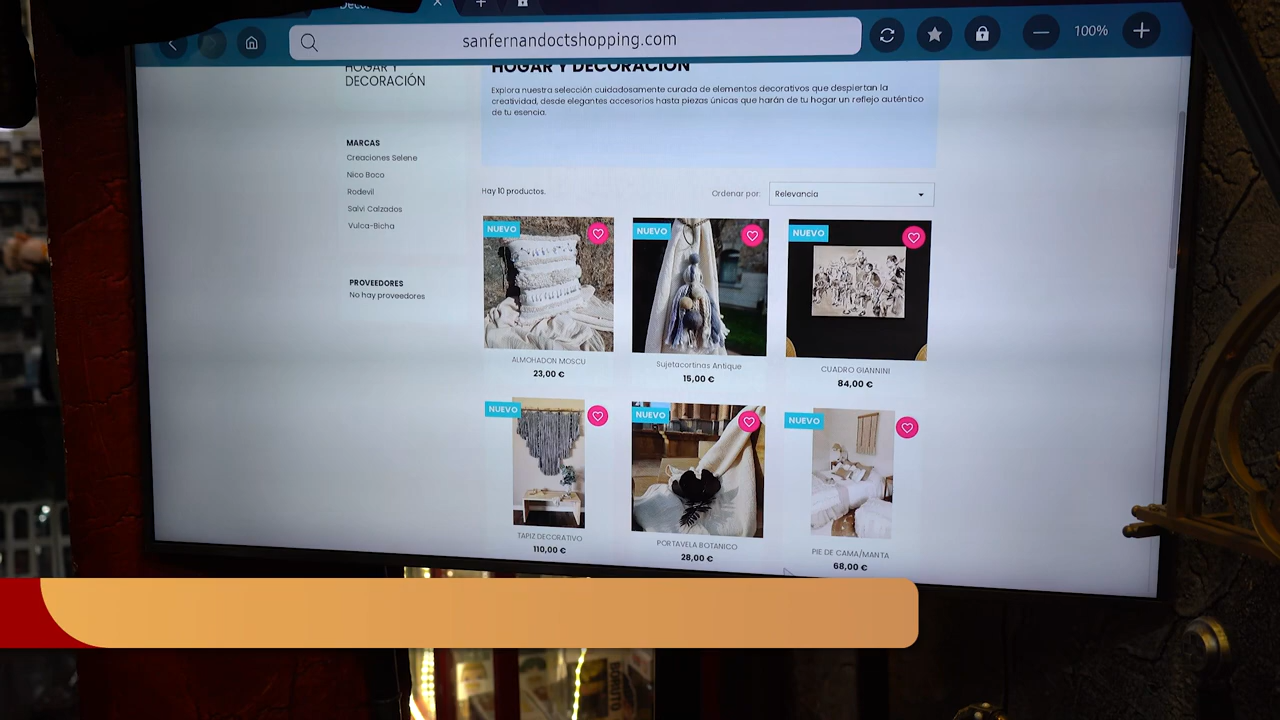 sanfernandoctshopping.com
100%
HOGAR Y
DECORACIÓN
HOGAR Y DECORACIÓN
Explora nuestra selección cuidadosamente curada de elementos decorativos que despiertan la
creatividad, desde elegantes accesorios hasta piezas únicas que harán de tu hogar un reflejo auténtico
de tu esencia.
MARCAS
Creaciones Selene
Nico Boco
Rodevil
Salvi Calzados
Vulca-Bicha
PROVEEDORES
No hay proveedores
Hay 10 productos.
Ordenar por:
Relevancia
NUEVO
NUEVO
NUEVO
ALMOHADON MOSCU
23,00 €
Sujetacortinas Antique
15,00 €
CUADRO GIANNINI
84,00 €
NUEVO
NUEVO
NUEVO
TAPIZ DECORATIVO
110,00 €
PORTAVELA BOTANICO
28,00 €
PIE DE CAMA/MANTA
68,00 €
BORUTO